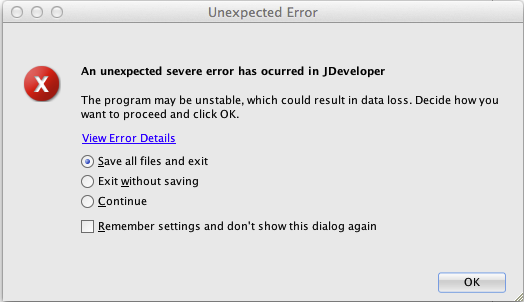 Unexpected Error
An unexpected severe error has ocurred in JDeveloper
The program may be unstable, which could result in data loss. Decide how you
want to proceed and click OK.
View Error Details
Save all files and exit
Exit without saving
Continue
Remember settings and don't show this dialog again
OK